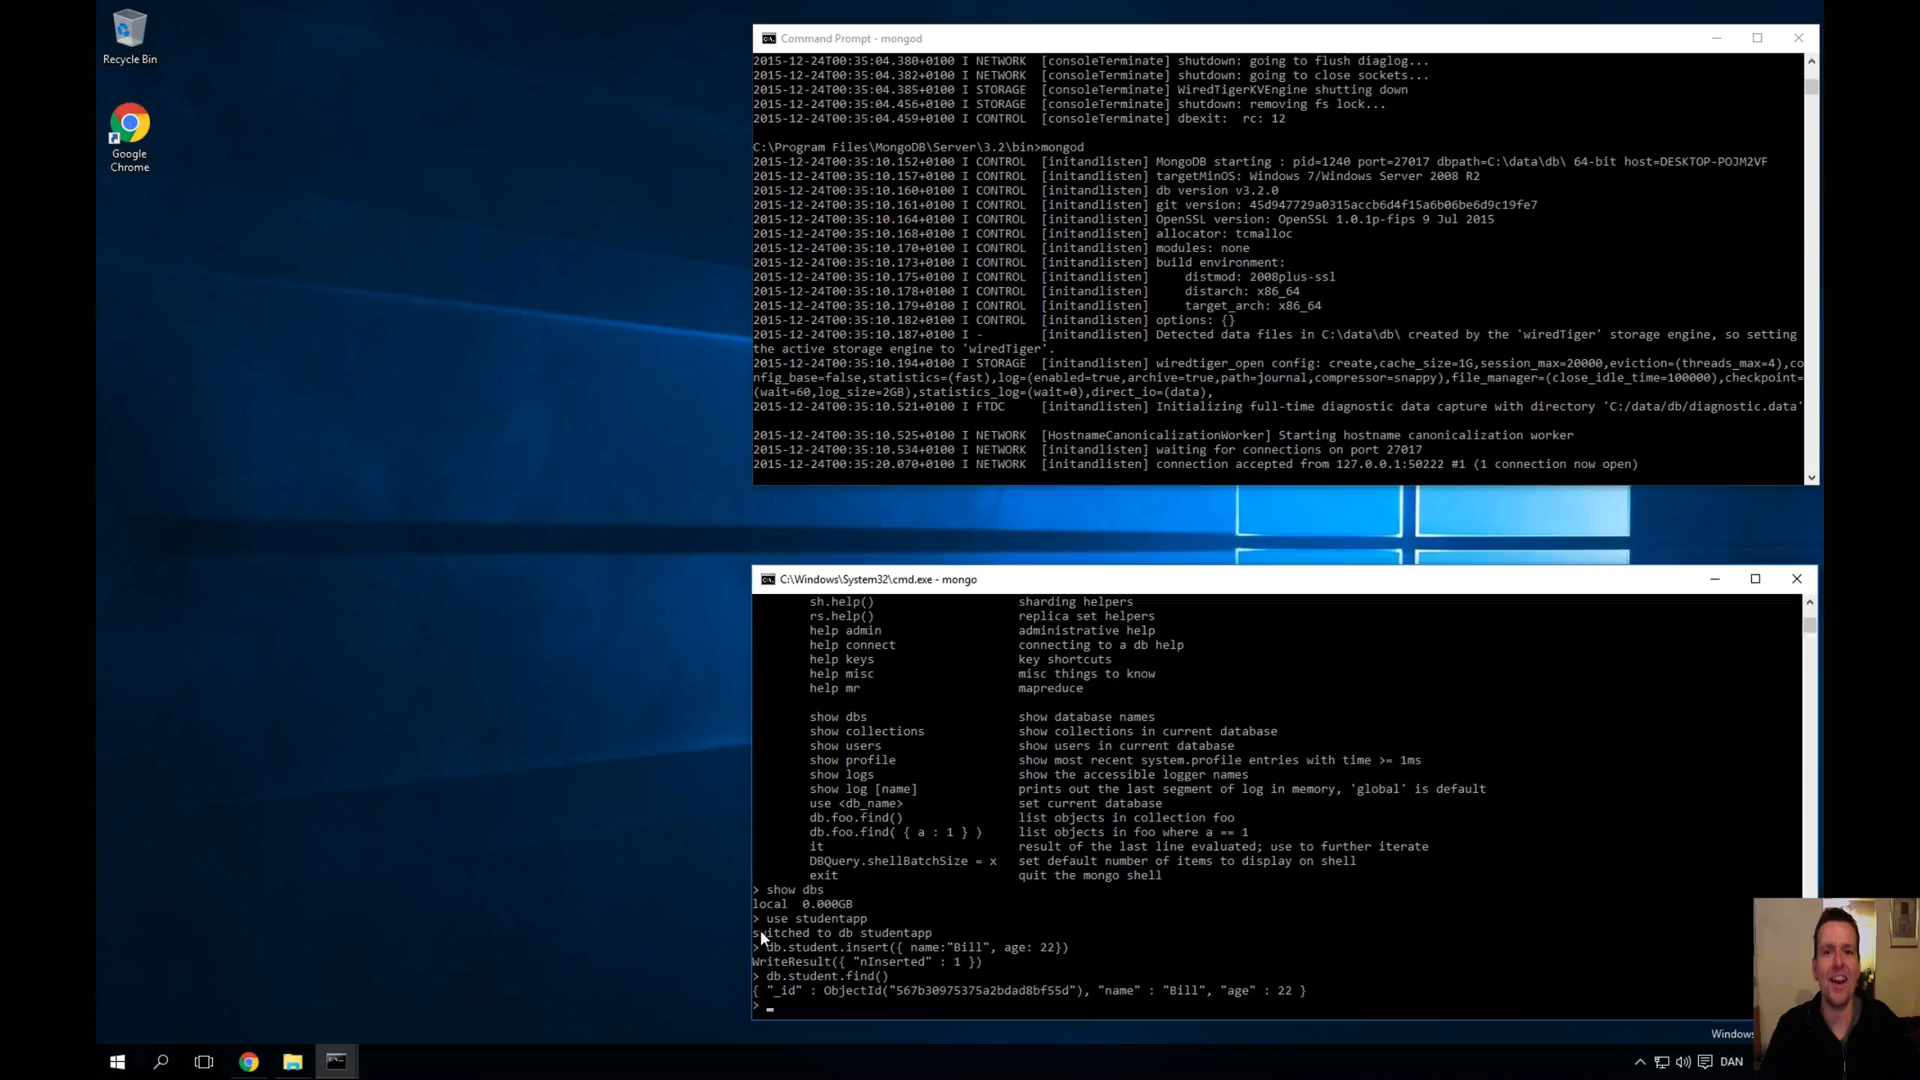 Recycle Bin
Google
Chrome
Command Prompt - mongod
2015-12-24T00:35:04.380+0100 I NETWORK  [consoleTerminate] shutdown: going to flush diaglog...
2015-12-24T00:35:04.382+0100 I NETWORK  [consoleTerminate] shutdown: going to close sockets...
2015-12-24T00:35:04.385+0100 I STORAGE  [consoleTerminate] WiredTigerKVEngine shutting down
2015-12-24T00:35:04.456+0100 I STORAGE  [consoleTerminate] shutdown: removing fs lock...
2015-12-24T00:35:04.459+0100 I CONTROL  [consoleTerminate] dbexit:  rc: 12
C:\Program Files\MongoDB\Server\3.2\bin>mongod
2015-12-24T00:35:10.152+0100 I CONTROL  [initandlisten] MongoDB starting : pid=1240 port=27017 dbpath=C:\data\db\ 64-bit host=DESKTOP-POJM2VF
2015-12-24T00:35:10.157+0100 I CONTROL  [initandlisten] targetMinOS: Windows 7/Windows Server 2008 R2
2015-12-24T00:35:10.160+0100 I CONTROL  [initandlisten] db version v3.2.0
2015-12-24T00:35:10.161+0100 I CONTROL  [initandlisten] git version: 45d947729a0315accb6d4f15a6b06be6d9c19fe7
2015-12-24T00:35:10.164+0100 I CONTROL  [initandlisten] OpenSSL version: OpenSSL 1.0.1p-fips 9 Jul 2015
2015-12-24T00:35:10.168+0100 I CONTROL  [initandlisten] allocator: tcmalloc
2015-12-24T00:35:10.170+0100 I CONTROL  [initandlisten] modules: none
2015-12-24T00:35:10.173+0100 I CONTROL  [initandlisten] build environment:
2015-12-24T00:35:10.175+0100 I CONTROL  [initandlisten]     distmod: 2008plus-ssl
2015-12-24T00:35:10.178+0100 I CONTROL  [initandlisten]     distarch: x86_64
2015-12-24T00:35:10.179+0100 I CONTROL  [initandlisten]     target_arch: x86_64
2015-12-24T00:35:10.182+0100 I CONTROL  [initandlisten] options: {}
2015-12-24T00:35:10.187+0100 I -        [initandlisten] Detected data files in C:\data\db\ created by the 'wiredTiger' storage engine, so setting
the active storage engine to 'wiredTiger'.
2015-12-24T00:35:10.194+0100 I STORAGE  [initandlisten] wiredtiger_open config: create,cache_size=1G,session_max=20000,eviction=(threads_max=4),co
nfig_base=false,statistics=(fast),log=(enabled=true,archive=true,path=journal,compressor=snappy),file_manager=(close_idle_time=100000),checkpoint=
(wait=60,log_size=2GB),statistics_log=(wait=0),direct_io=(data),
2015-12-24T00:35:10.521+0100 I FTDC     [initandlisten] Initializing full-time diagnostic data capture with directory 'C:/data/db/diagnostic.data'
2015-12-24T00:35:10.525+0100 I NETWORK  [HostnameCanonicalizationWorker] Starting hostname canonicalization worker
2015-12-24T00:35:10.534+0100 I NETWORK  [initandlisten] waiting for connections on port 27017
2015-12-24T00:35:20.070+0100 I NETWORK  [initandlisten] connection accepted from 127.0.0.1:50222 #1 (1 connection now open)
C:\Windows\System32\cmd.exe - mongo
sh.help()                sharding helpers
rs.help()                replica set helpers
help admin               administrative help
help connect             connecting to a db help
help keys                key shortcuts
help misc                misc things to know
help mr                  mapreduce
show dbs                 show database names
show collections         show collections in current database
show users               show users in current database
show profile             show most recent system.profile entries with time >= 1ms
show logs                show the accessible logger names
show log [name]          prints out the last segment of log in memory, 'global' is default
use <db_name>            set current database
db.foo.find()            list objects in collection foo
db.foo.find( { a : 1 } ) list objects in foo where a == 1
it                       result of the last line evaluated; use to further iterate
DBQuery.shellBatchSize = x   set default number of items to display on shell
exit                     quit the mongo shell
> show dbs
local  0.000GB
> use studentapp
switched to db studentapp
> db.student.insert({ name:"Bill", age: 22})
WriteResult({ "nInserted" : 1 })
> db.student.find()
{ "_id" : ObjectId("567b30975375a2bdad8bf55d"), "name" : "Bill", "age" : 22 }
>
Windows
DAN